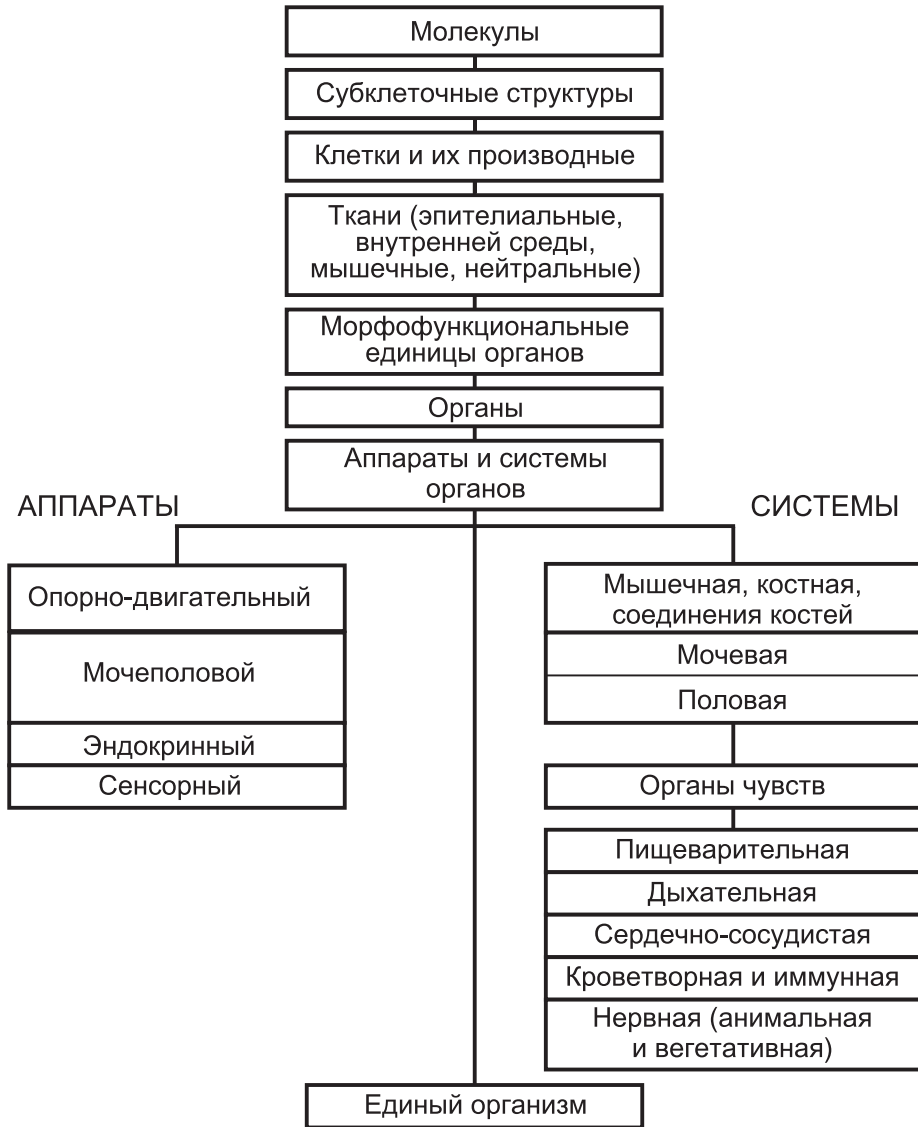 Молекулы
Субклеточные структуры
Клетки и их производные
Ткани (эпителиальные,
внутренней среды,
мышечные, нейтральные)
Морфофункциональные
единицы органов
Органы
Аппараты и системы
органов
АППАРАТЫ
СИСТЕМЫ
Опорно-двигательный
Мочеполовой
Эндокринный
Сенсорный
Мышечная, костная,
соединения костей
Мочевая
Половая
Органы чувств
Пищеварительная
Дыхательная
Сердечно-сосудистая
Кроветворная и иммунная
Нервная (анимальная
и вегетативная)
Единый организм